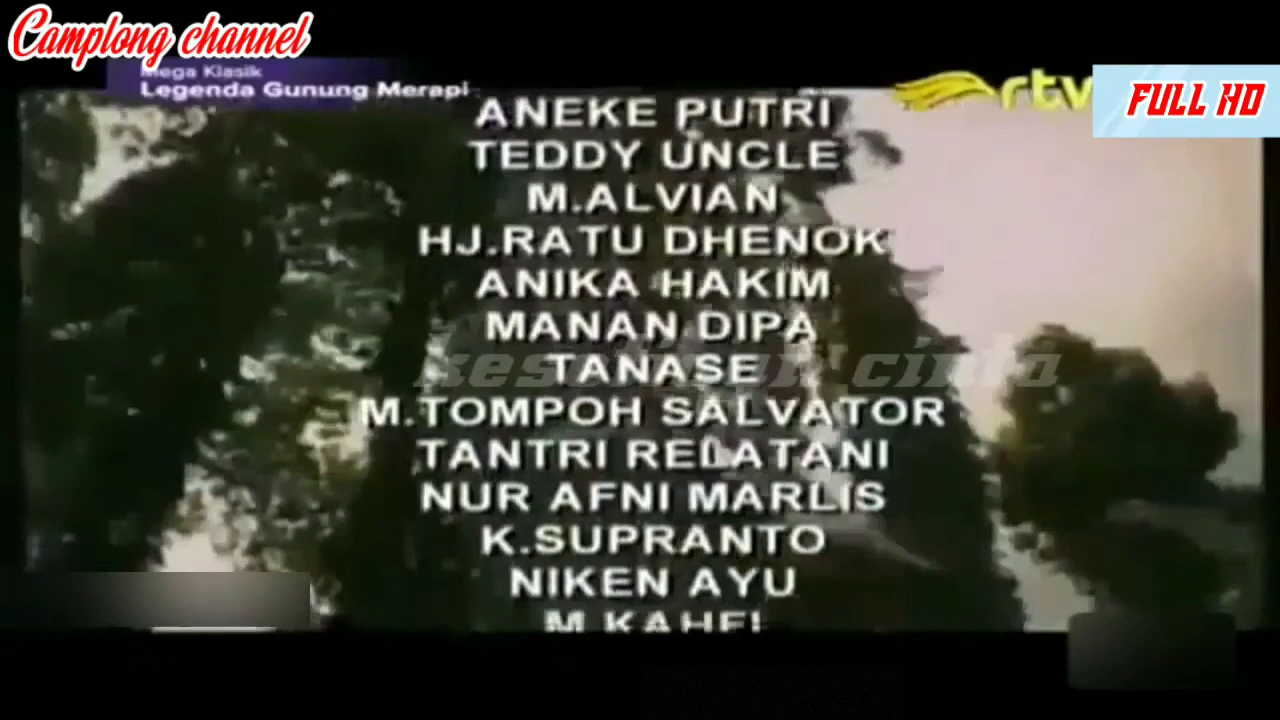 Camplong channel
Mega Klasik
Legenda Gunung Merapi
rtv
FULL HD
ANEKE PUTRI
TEDDY UNCLE
M.ALVIAN
HJ.RATU DHENOK
ANIKA HAKIM
MANAN DIPA
TANASE
cinta
M.TOMPOH SALVATOR
TANTRI RELATANI
NUR AFNI MARLIS
K.SUPRANTO
NIKEN AYU